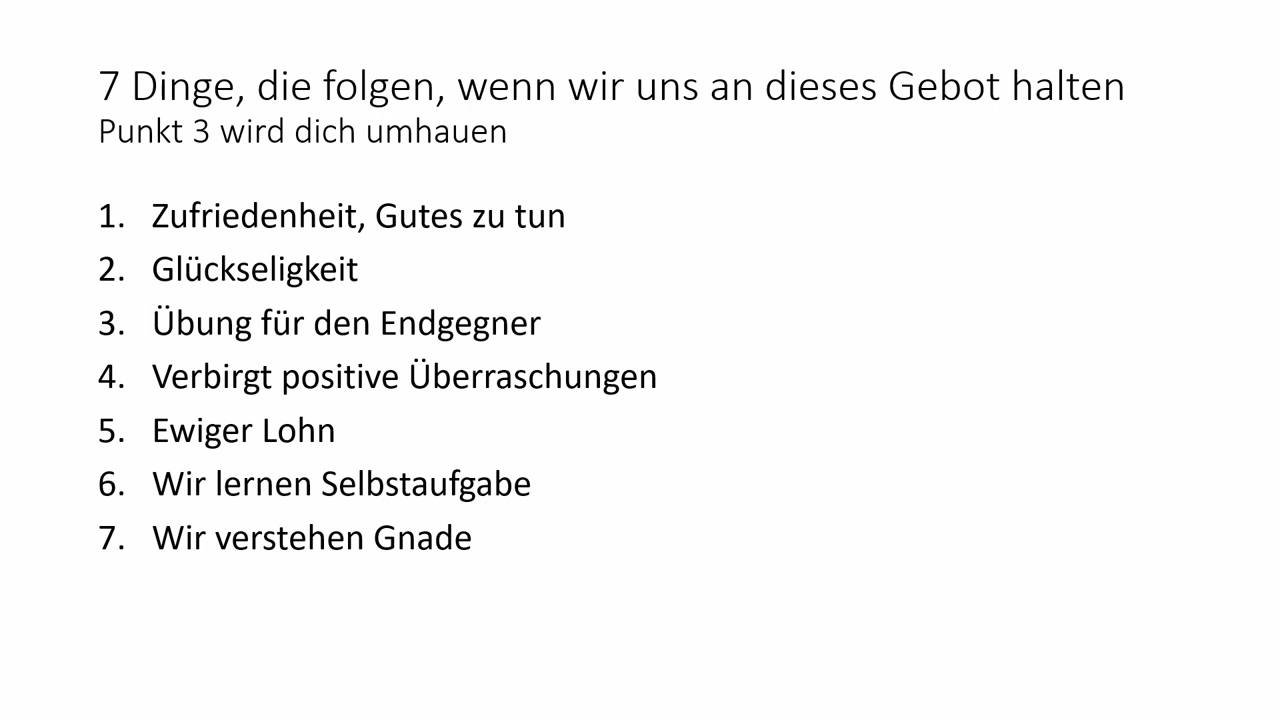 7 Dinge, die folgen, wenn wir uns an dieses Gebot halten
Punkt 3 wird dich umhauen
1. Zufriedenheit, Gutes zu tun
2. Glückseligkeit
3. Übung für den Endgegner
4. Verbirgt positive Überraschungen
5. Ewiger Lohn
6. Wir lernen Selbstaufgabe
7. Wir verstehen Gnade